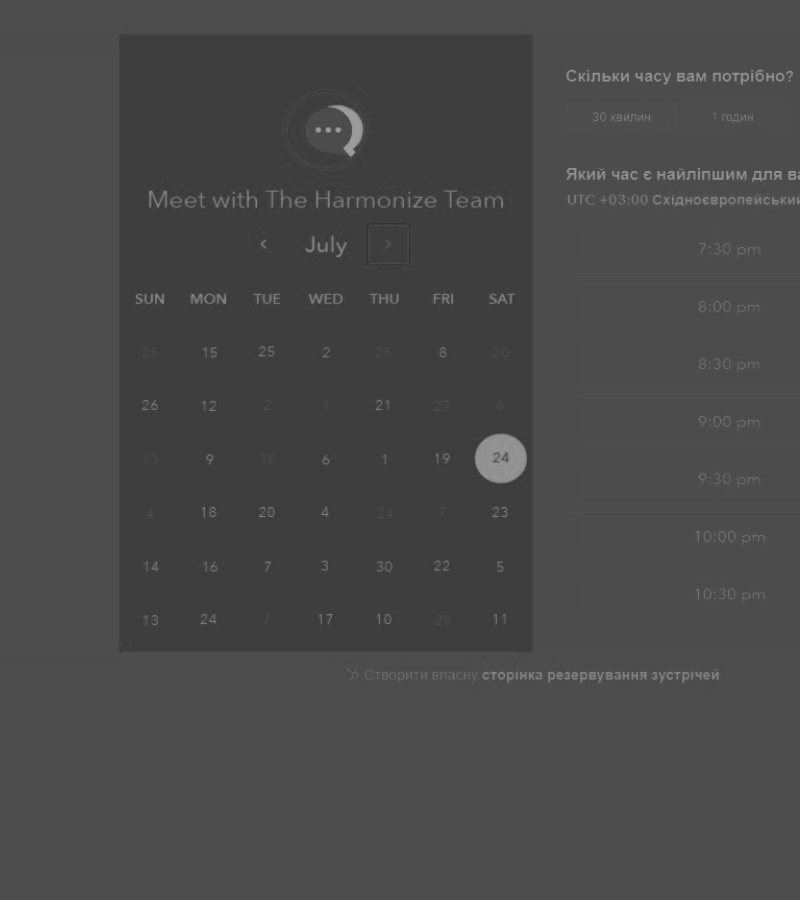 Meet with The Harmonize Team
July
SUN MON TUE WED THU FRI SAT
25 15 25 2 25 8 20
26 12 2 1 21 27 6
13 9 16 6 1 19 24
4 18 20 4 24 7 23
14 16 7 3 30 22 5
13 24 7 17 10 29 11
Скільки часу вам потрібно?
30 хвилин 1 годин
Який час є найліпшим для
UTC +03:00 Східноєвропейський
7:30 pm
8:00 pm
8:30 pm
9:00 pm
9:30 pm
10:00 pm
10:30 pm
Створити власну сторінка резервування зустрічей